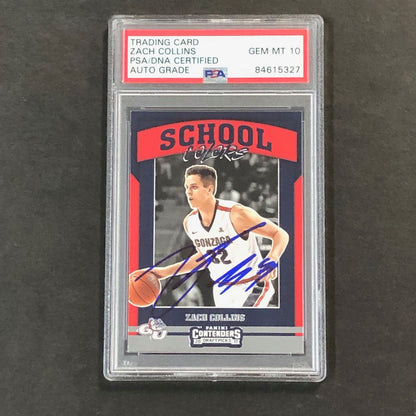 TRADING CARD
ZACH COLLINS GEM MT 10
PSA/DNA CERTIFIED PSA
AUTO GRADE 84615327
SCHOOL
COLORS
GONZAGA
ZACH COLLINS
PANINI
CONTENDERS
DRAFT PICKS